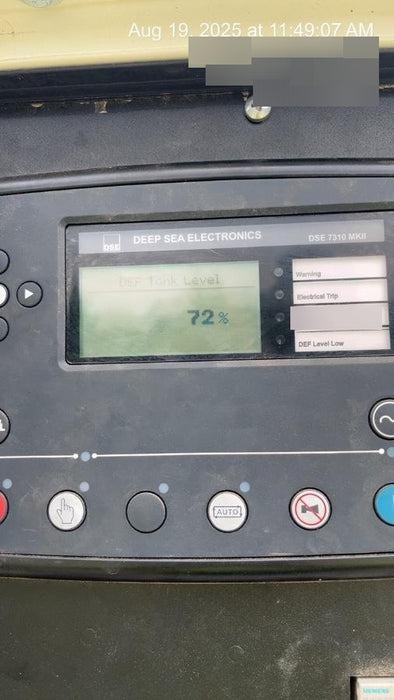 Aug 19, 2025 at 11:49:07 AM
DSE
DEEP SEA ELECTRONICS
DSE 7310 MKII
DEF Tank Level
72%
Warning
Electrical Trip
DEF Level Low
AUTO
SIEMENS